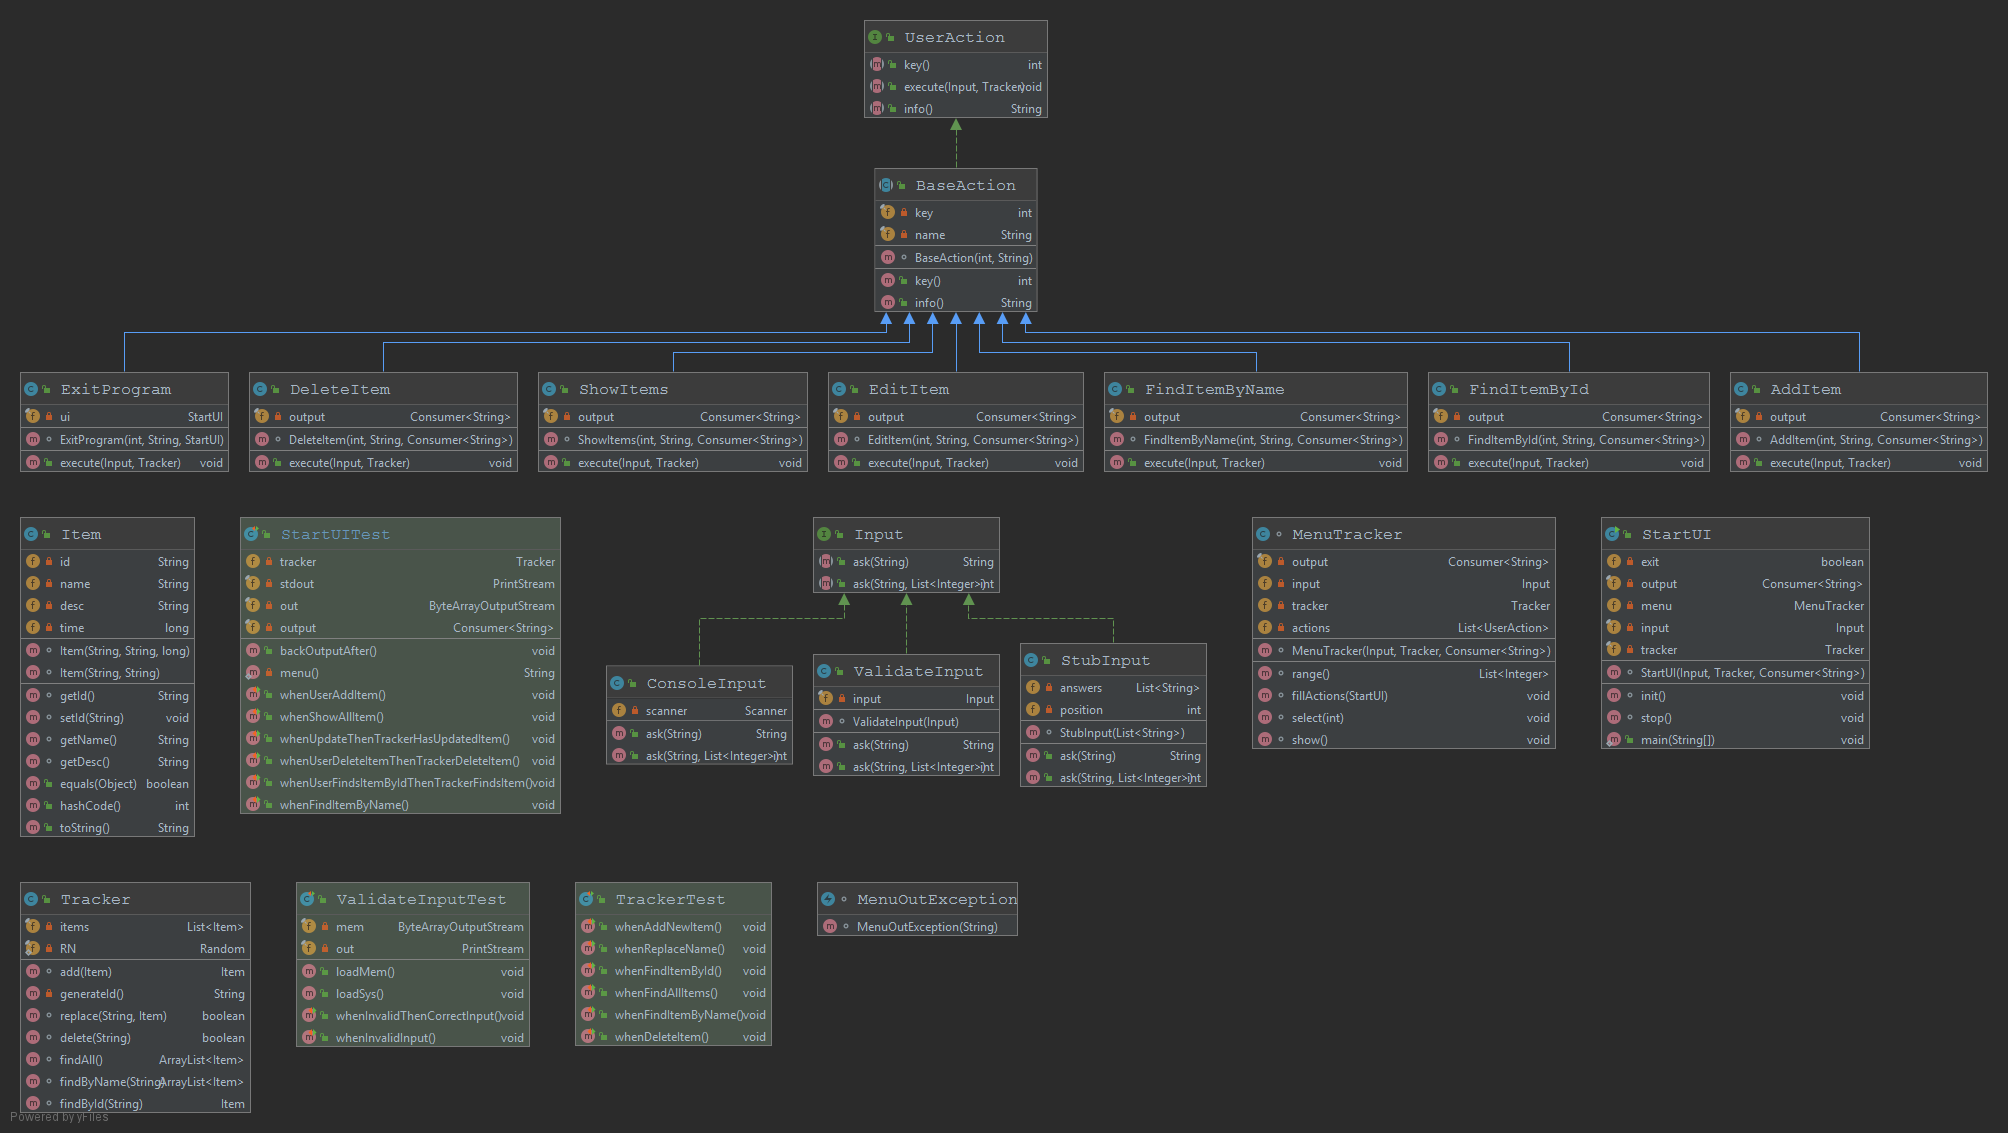 UserAction
key() int
execute(Input, Tracker) void
info() String
BaseAction
key int
name String
BaseAction(int, String)
key() int
info() String
ExitProgram
ui StartUI
ExitProgram(int, String, StartUI)
execute(Input, Tracker) void
DeleteItem
output Consumer<String>
DeleteItem(int, String, Consumer<String>)
execute(Input, Tracker) void
ShowItems
output Consumer<String>
ShowItems(int, String, Consumer<String>)
execute(Input, Tracker) void
EditItem
output Consumer<String>
EditItem(int, String, Consumer<String>)
execute(Input, Tracker) void
FindItemByName
output Consumer<String>
FindItemByName(int, String, Consumer<String>)
execute(Input, Tracker) void
FindItemById
output Consumer<String>
FindItemById(int, String, Consumer<String>)
execute(Input, Tracker) void
AddItem
output Consumer<String>
AddItem(int, String, Consumer<String>)
execute(Input, Tracker) void
Item
id String
name String
desc String
time long
Item(String, String, long)
Item(String, String)
getId() String
setId(String) void
getName() String
getDesc() String
equals(Object) boolean
hashCode() int
toString() String
StartUITest
tracker Tracker
stdout PrintStream
out ByteArrayOutputStream
output Consumer<String>
backOutputAfter() void
menu() String
whenUserAddItem() void
whenShowAllItem() void
whenUpdateThenTrackerHasUpdatedItem() void
whenUserDeleteItemThenTrackerDeleteItem() void
whenUserFindsItemByIdThenTrackerFindsItem() void
whenFindItemByName() void
Input
ask(String) String
ask(String, List<Integer>) int
ConsoleInput
scanner Scanner
ask(String) String
ask(String, List<Integer>) int
ValidateInput
input Input
ValidateInput(Input)
ask(String) String
ask(String, List<Integer>) int
StubInput
answers List<String>
position int
StubInput(List<String>)
ask(String) String
ask(String, List<Integer>) int
MenuTracker
output Consumer<String>
input Input
tracker Tracker
actions List<UserAction>
MenuTracker(Input, Tracker, Consumer<String>)
range() List<Integer>
fillActions(StartUI) void
select(int) void
show() void
StartUI
exit boolean
output Consumer<String>
menu MenuTracker
input Input
tracker Tracker
StartUI(Input, Tracker, Consumer<String>)
init() void
stop() void
main(String[]) void
Tracker
items List<Item>
RN Random
add(Item) Item
generateId() String
replace(String, Item) boolean
delete(String) boolean
findAll() ArrayList<Item>
findByName(String) ArrayList<Item>
findById(String) Item
ValidateInputTest
mem ByteArrayOutputStream
out PrintStream
loadMem() void
loadSys() void
whenInvalidThenCorrectInput() void
whenInvalidInput() void
TrackerTest
whenAddNewItem() void
whenReplaceName() void
whenFindItemById() void
whenFindAllItems() void
whenFindItemByName() void
whenDeleteItem() void
MenuOutException
MenuOutException(String)
Powered by yFiles